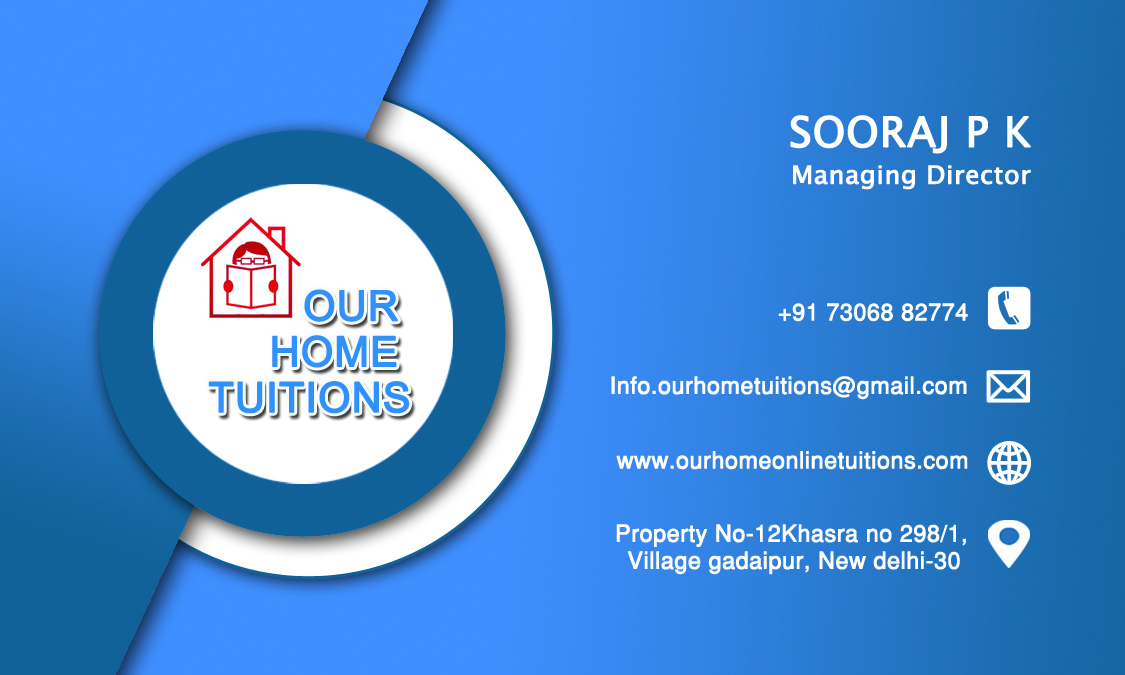 OUR
HOME
TUITIONS
SOORAJ P K
Managing Director
+91 73068 82774
Info.ourhometuitions@gmail.com
www.ourhomeonlinetuitions.com
Property No-12Khasra no 298/1,
Village gadaipur, New delhi-30